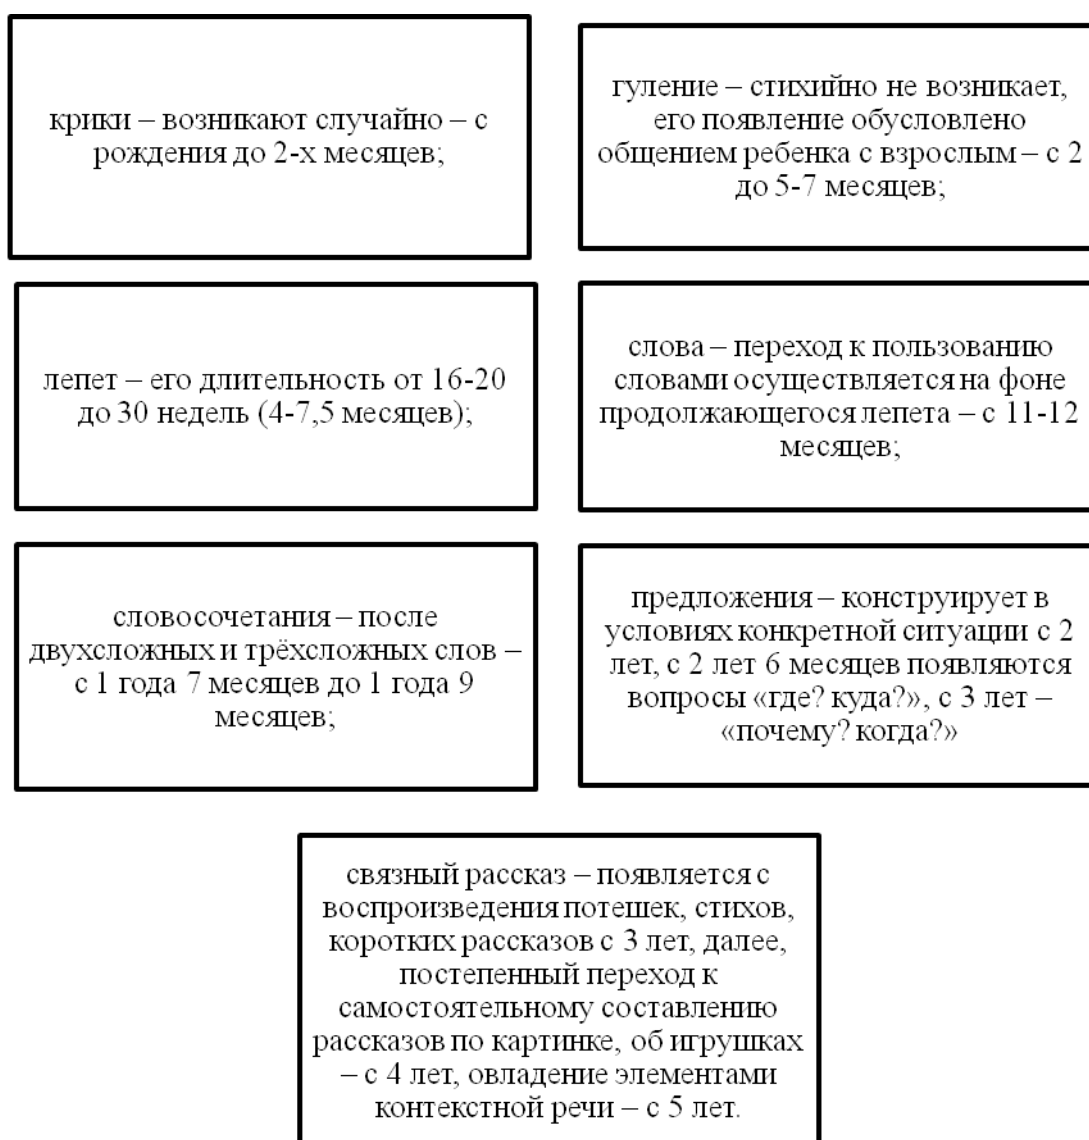 крики – возникают случайно – с
рождения до 2-х месяцев;
гуление – стихийно не возникает,
его появление обусловлено
общением ребенка с взрослым – с 2
до 5-7 месяцев;
лепет – его длительность от 16-20
до 30 недель (4-7,5 месяцев);
слова – переход к пользованию
словами осуществляется на фоне
продолжающегося лепета – с 11-12
месяцев;
словосочетания – после
двухсложных и трёхсложных слов –
с 1 года 7 месяцев до 1 года 9
месяцев;
предложения – конструирует в
условиях конкретной ситуации с 2
лет, с 2 лет 6 месяцев появляются
вопросы «где? куда?», с 3 лет –
«почему? когда?»
связный рассказ – появляется с
воспроизведения потешек, стихов,
коротких рассказов с 3 лет, далее,
постепенный переход к
самостоятельному составлению
рассказов по картинке, об игрушках
– с 4 лет, овладение элементами
контекстной речи – с 5 лет.